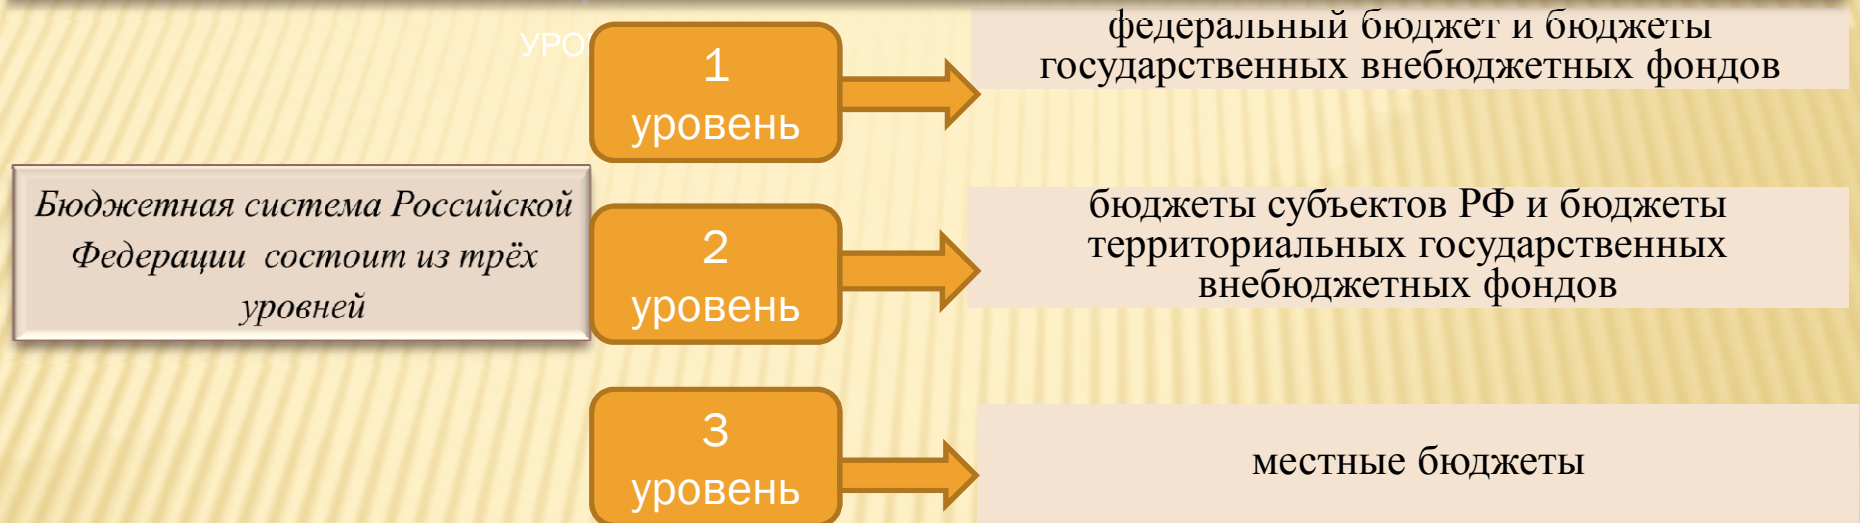 УРО
1
уровень
федеральный бюджет и бюджеты
государственных внебюджетных фондов
Бюджетная система Российской
Федерации состоит из трёх
уровней
2
уровень
бюджеты субъектов РФ и бюджеты
территориальных государственных
внебюджетных фондов
3
уровень
местные бюджеты